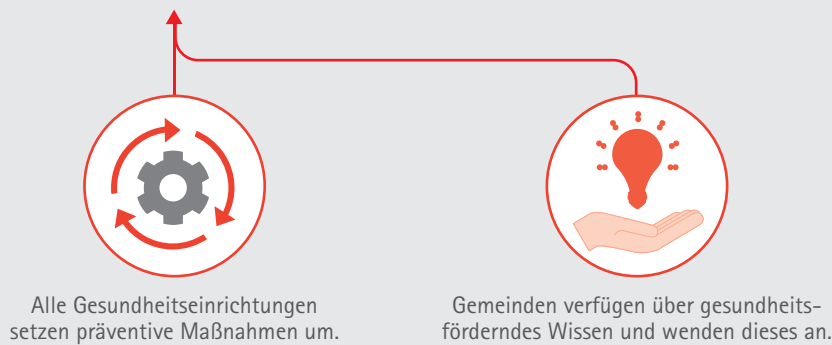 Alle Gesundheitseinrichtungen
setzen präventive Maßnahmen um.
Gemeinden verfügen über gesundheits-
förderndes Wissen und wenden dieses an.